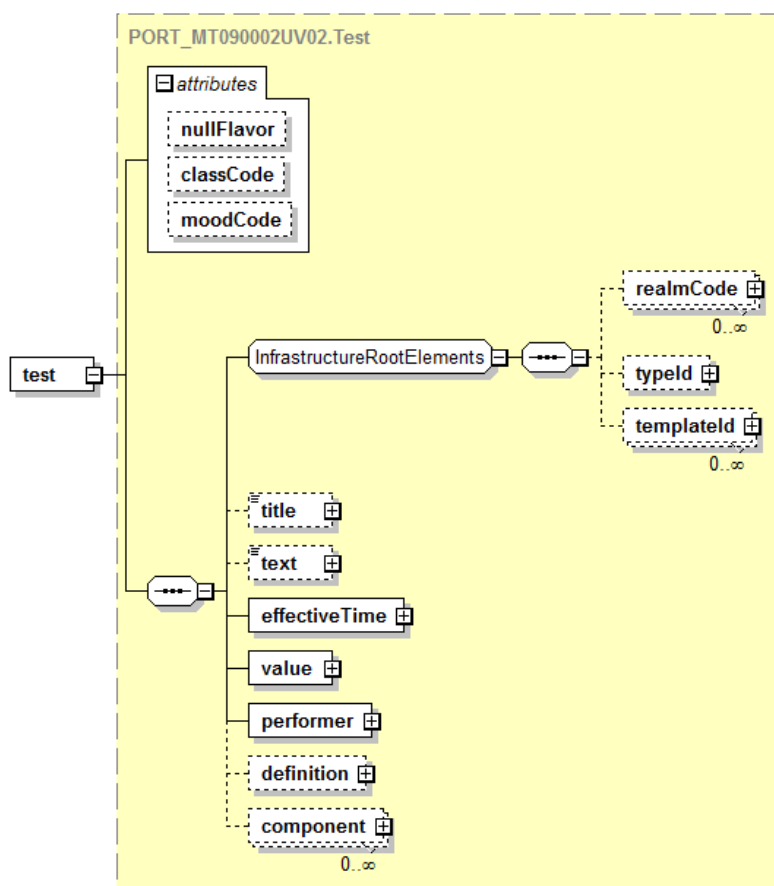 PORT_MT090002UV02.Test
attributes
nullFlavor
classCode
moodCode
test
InfrastructureRootElements
realmCode
0..∞
typeId
templateId
0..∞
title
text
effectiveTime
value
performer
definition
component
0..∞